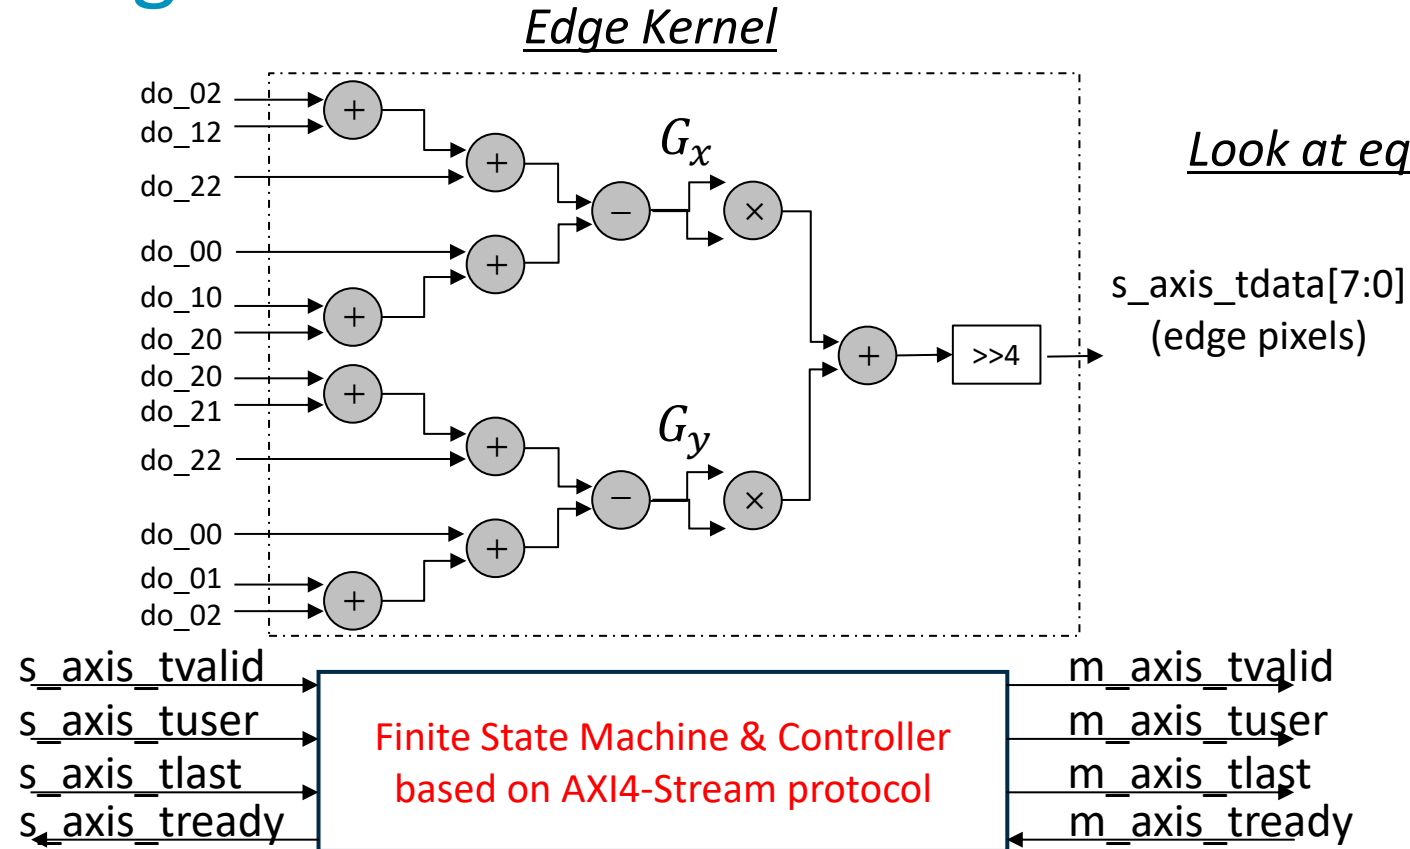 g
Edge Kernel
do_02
do_12
do_22
do_00
do_10
do_20
do_20
do_21
do_22
do_00
do_01
do_02
+
+
+
+
+
+
+
+
−
−
G_x
G_y
×
×
+
>>4
Look at eq
s_axis_tdata[7:0]
(edge pixels)
s_axis_tvalid
s_axis_tuser
s_axis_tlast
s_axis_tready
Finite State Machine & Controller
based on AXI4-Stream protocol
m_axis_tvalid
m_axis_tuser
m_axis_tlast
m_axis_tready